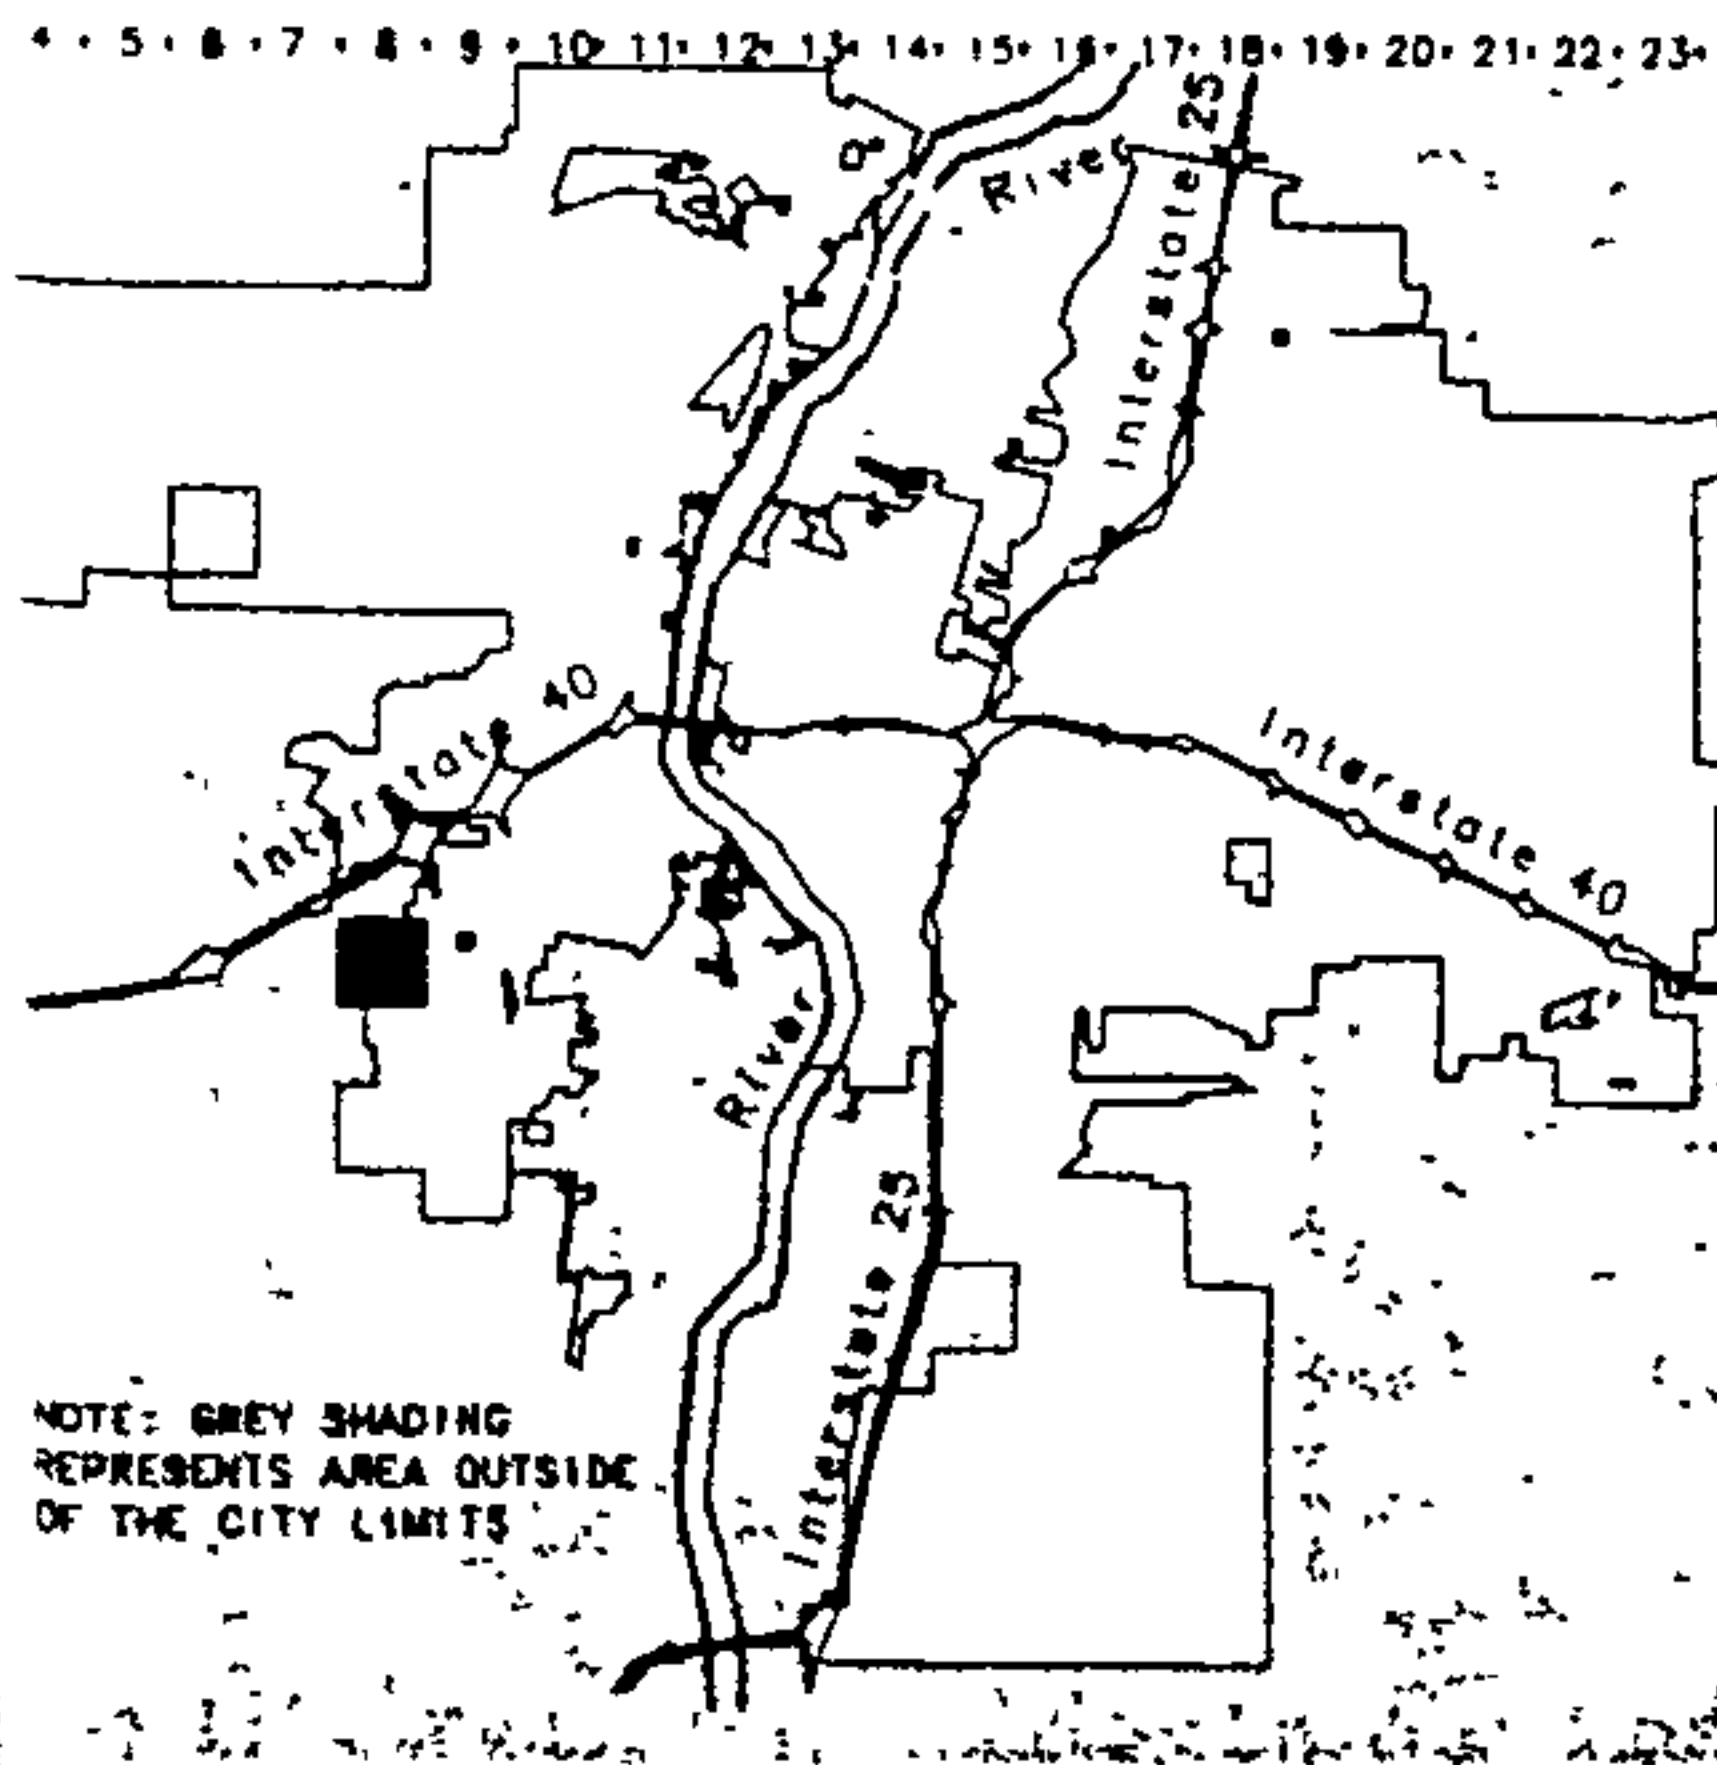 4 · 5 · 6 · 7 · 8 · 9 · 10 · 11 · 12 · 13 · 14 · 15 · 16 · 17 · 18 · 19 · 20 · 21 · 22 · 23 ·
River
Interstate 25
Interstate 40
Interstate 40
River
Interstate 25
NOTE: GREY SHADING
REPRESENTS AREA OUTSIDE
OF THE CITY LIMITS